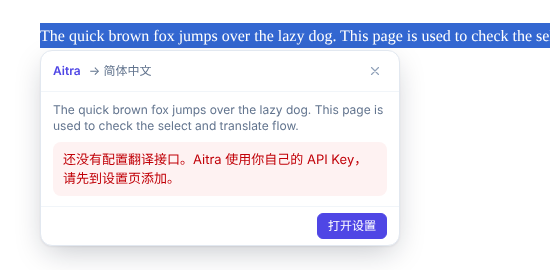 The quick brown fox jumps over the lazy dog. This page is used to check the se
Aitra → 简体中文
The quick brown fox jumps over the lazy dog. This page is
used to check the select and translate flow.
还没有配置翻译接口。Aitra 使用你自己的 API Key，
请先到设置页添加。
打开设置